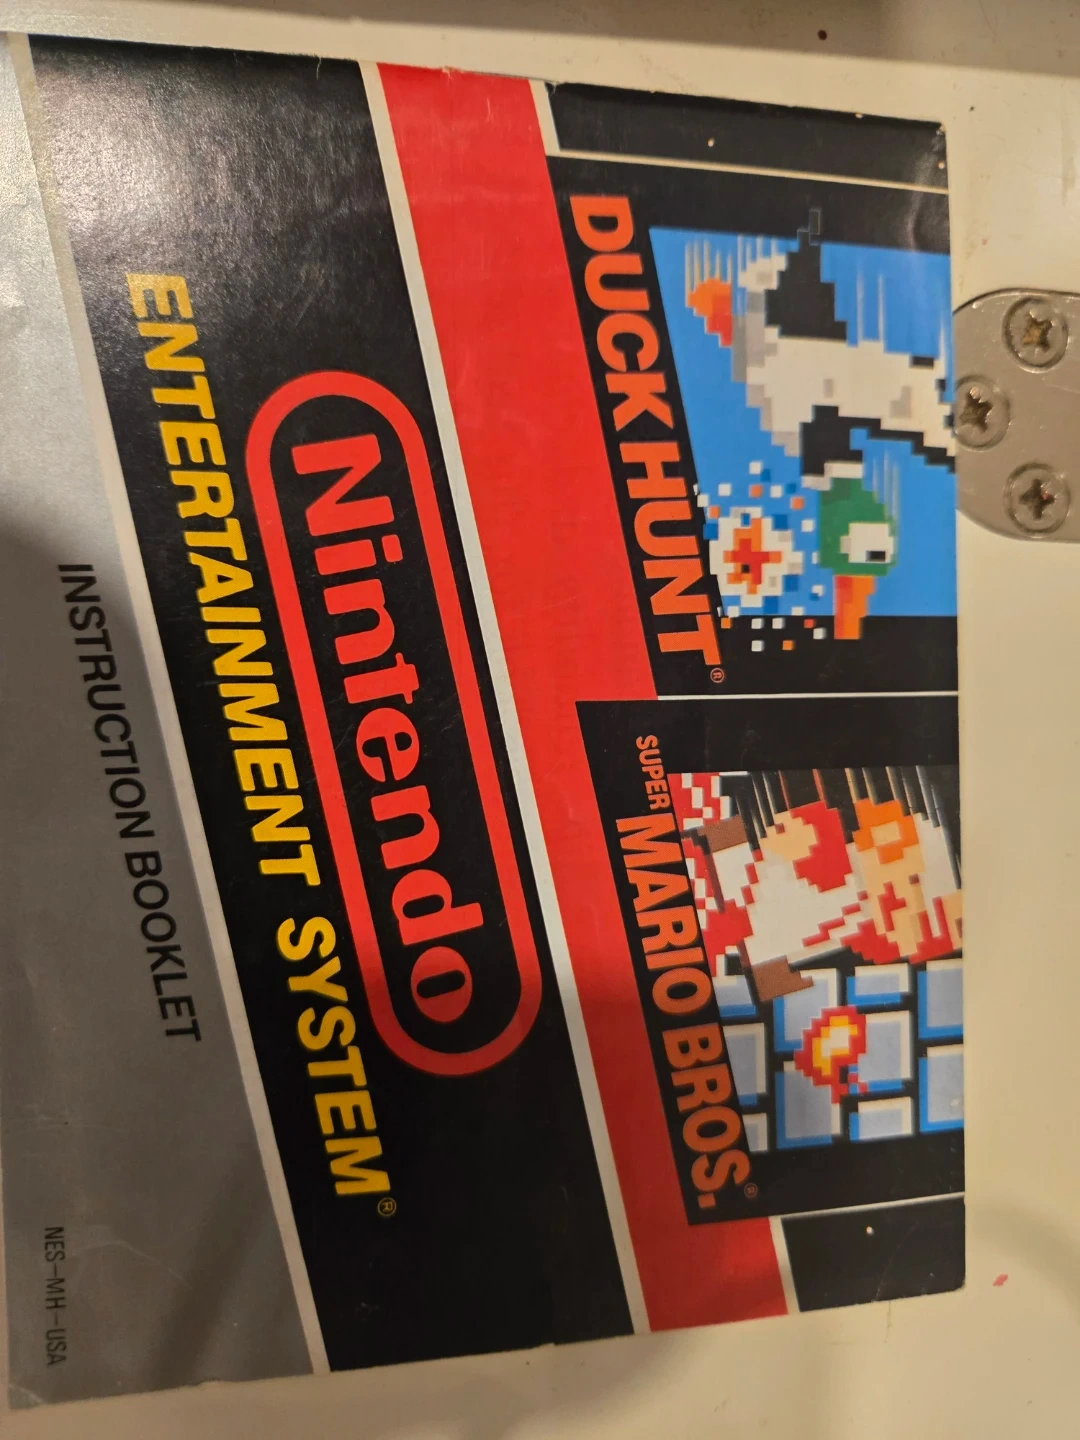 DUCK HUNT®
SUPER MARIO BROS.®
Nintendo
ENTERTAINMENT SYSTEM®
INSTRUCTION BOOKLET
NES–MH–USA